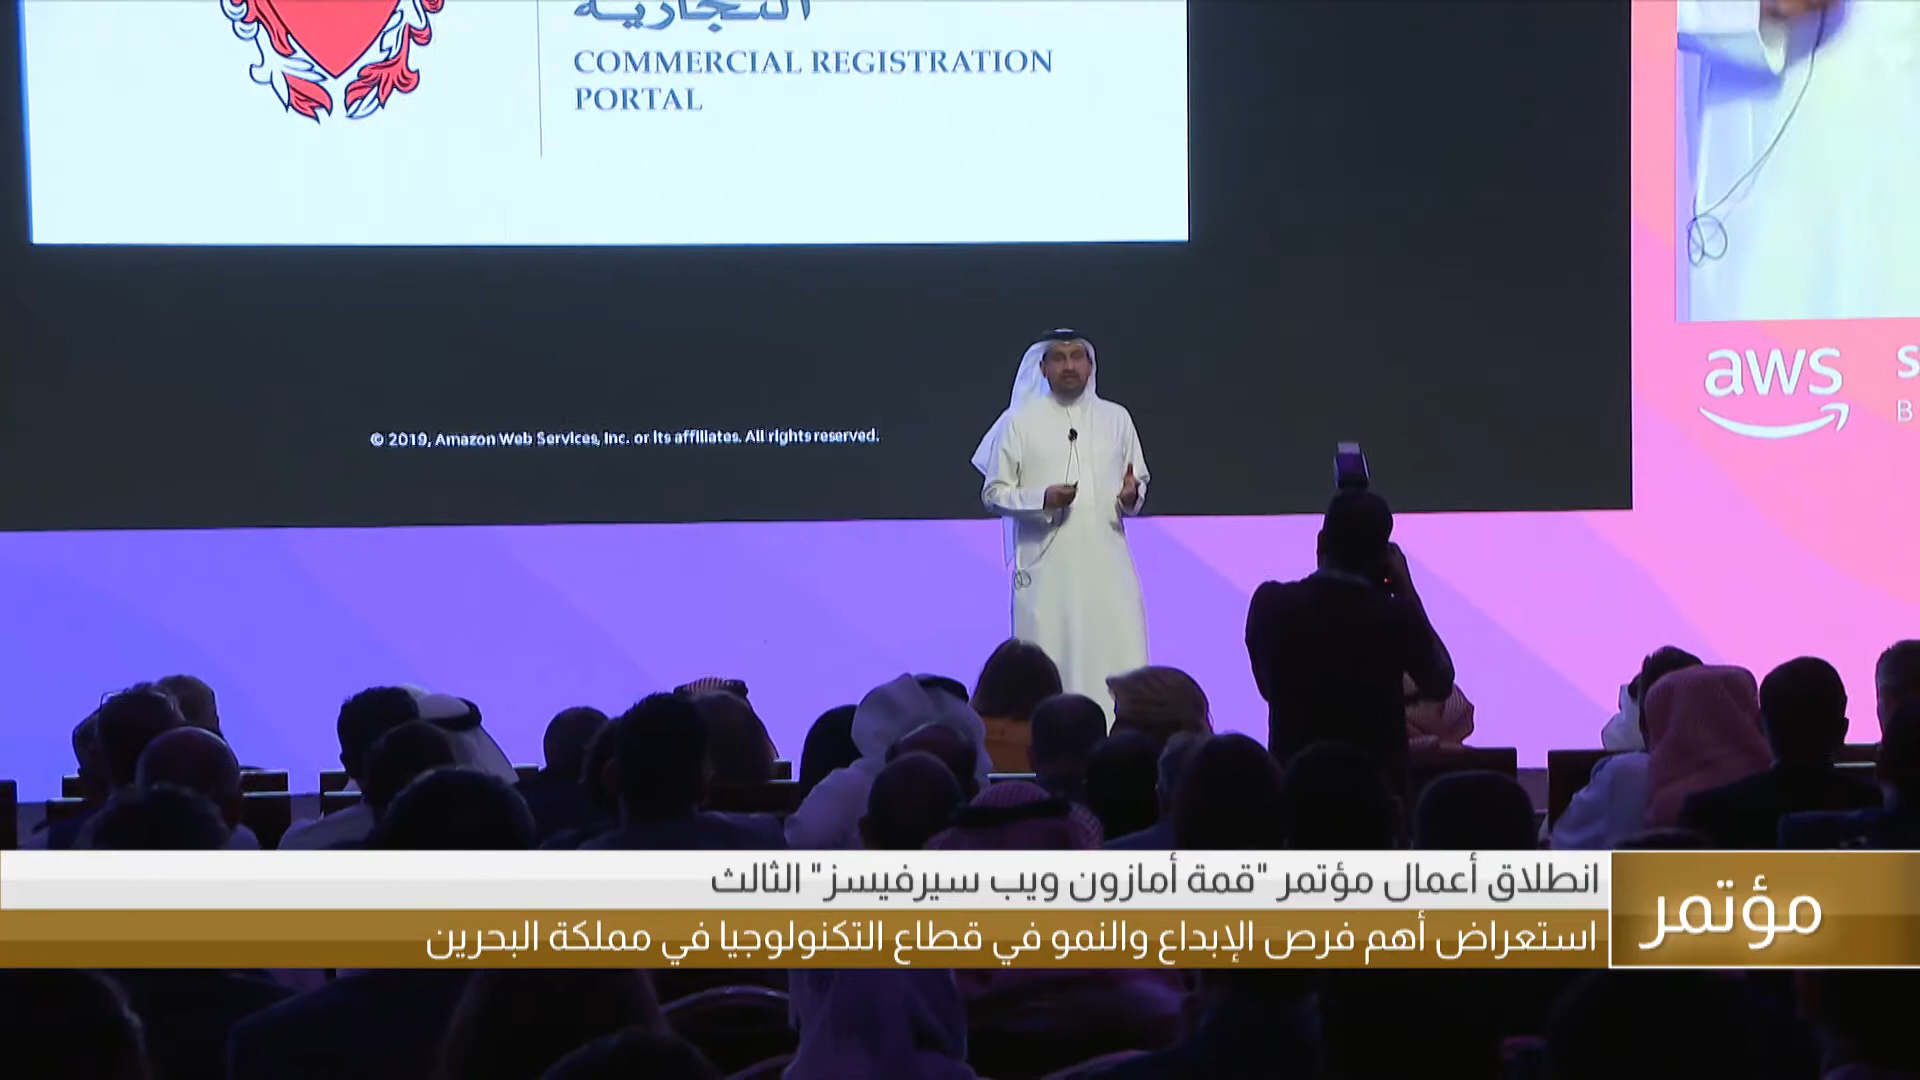 التجارية
COMMERCIAL REGISTRATION
PORTAL
© 2019, Amazon Web Services, Inc. or its affiliates. All rights reserved.
aws
S
B
انطلاق أعمال مؤتمر "قمة أمازون ويب سيرفيسز" الثالث
مؤتمر
استعراض أهم فرص الإبداع والنمو في قطاع التكنولوجيا في مملكة البحرين